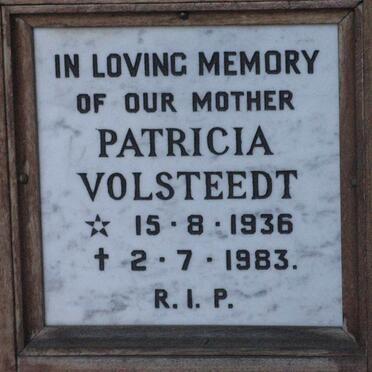 IN LOVING MEMORY
OF OUR MOTHER
PATRICIA
VOLSTEEDT
☆ 15·8·1936
† 2·7·1983.
R.I.P.